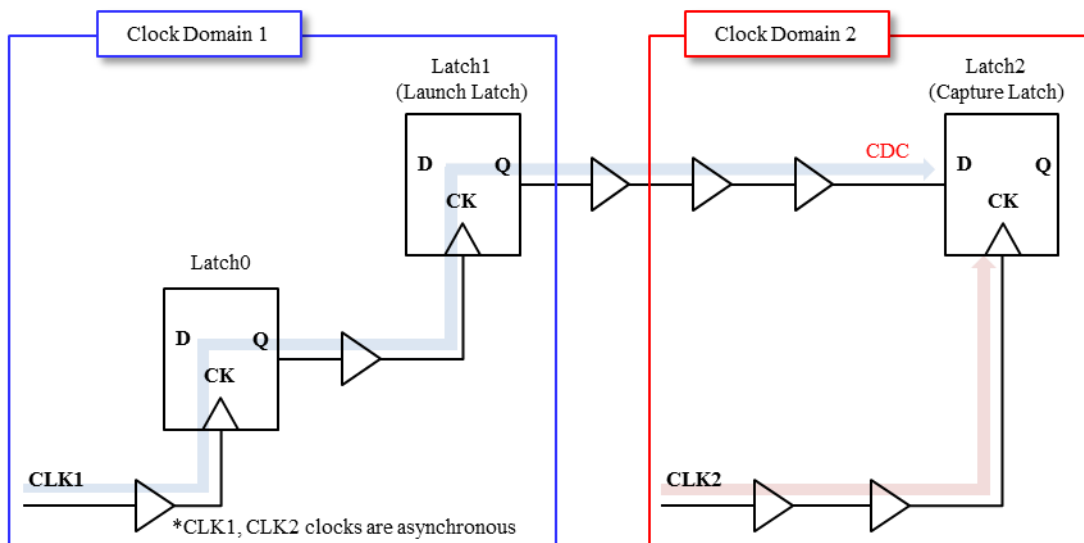 Clock Domain 1
Clock Domain 2
Latch1
(Launch Latch)
Latch2
(Capture Latch)
D
Q
CK
CDC
D
Q
CK
Latch0
D
Q
CK
CLK1
CLK2
*CLK1, CLK2 clocks are asynchronous